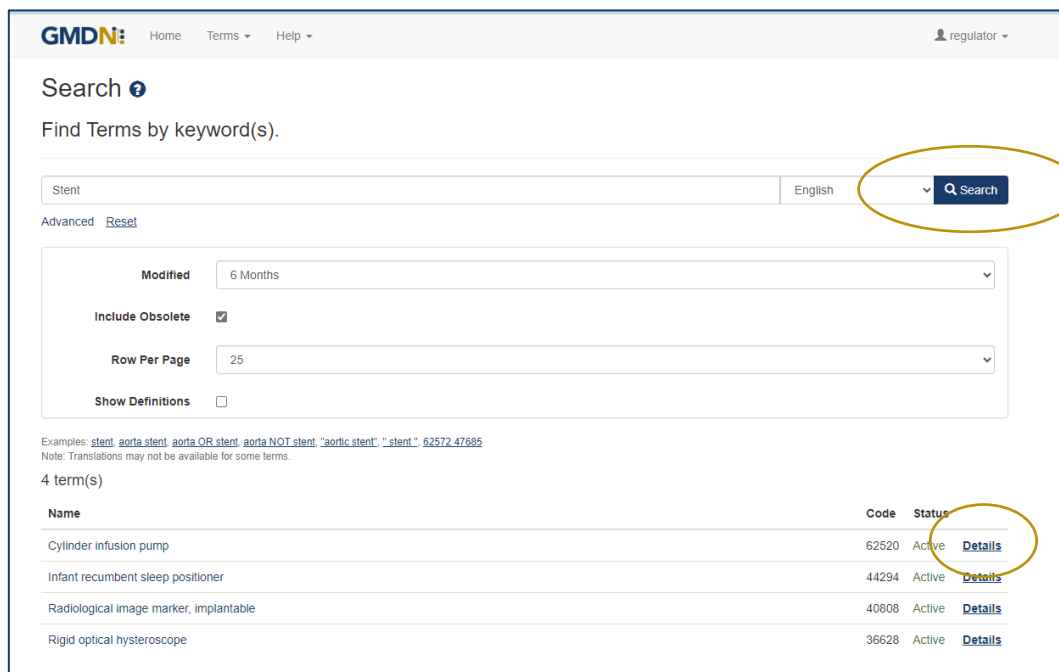 GMDN Home Terms Help regulator
Search ?
Find Terms by keyword(s).
Stent English Search
Advanced Reset
Modified 6 Months
Include Obsolete
Row Per Page 25
Show Definitions
Examples: stent, aorta stent, aorta OR stent, aorta NOT stent, "aortic stent", " stent ", 62572 47685
Note: Translations may not be available for some terms.
4 term(s)
Name Code Status
Cylinder infusion pump 62520 Active Details
Infant recumbent sleep positioner 44294 Active Details
Radiological image marker, implantable 40808 Active Details
Rigid optical hysteroscope 36628 Active Details